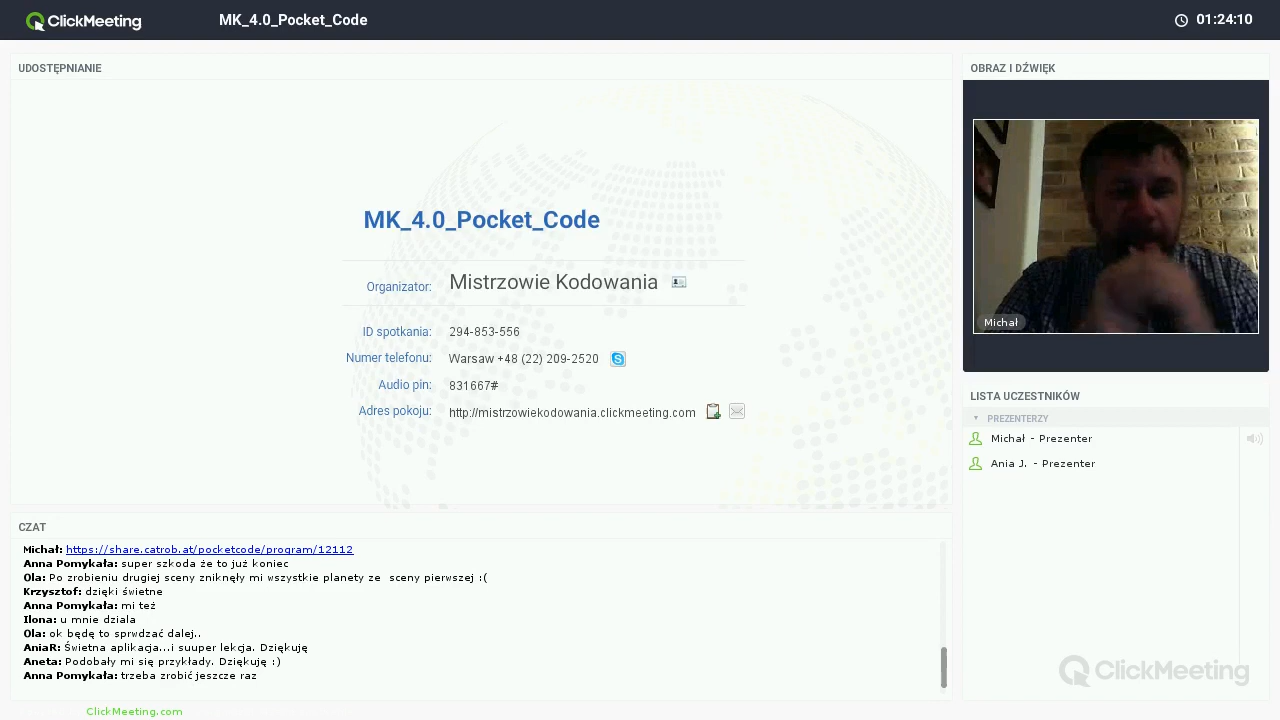 ClickMeeting
MK_4.0_Pocket_Code
01:24:10
UDOSTĘPNIANIE
MK_4.0_Pocket_Code
Organizator: Mistrzowie Kodowania
ID spotkania: 294-853-556
Numer telefonu: Warsaw +48 (22) 209-2520
Audio pin: 831667#
Adres pokoju: http://mistrzowiekodowania.clickmeeting.com
OBRAZ I DŹWIĘK
Michał
LISTA UCZESTNIKÓW
PREZENTERZY
Michał - Prezenter
Ania J. - Prezenter
ClickMeeting
CZAT
Michał: https://share.catrob.at/pocketcode/program/12112
Anna Pomykała: super szkoda że to już koniec
Ola: Po zrobieniu drugiej sceny zniknęły mi wszystkie planety ze sceny pierwszej :(
Krzysztof: dzięki świetne
Anna Pomykała: mi też
Ilona: u mnie dziala
Ola: ok będę to sprwdzać dalej..
AniaR: Świetna aplikacja...i suuper lekcja. Dziękuję
Aneta: Podobały mi się przykłady. Dziękuję :)
Anna Pomykała: trzeba zrobić jeszcze raz
ClickMeeting.com